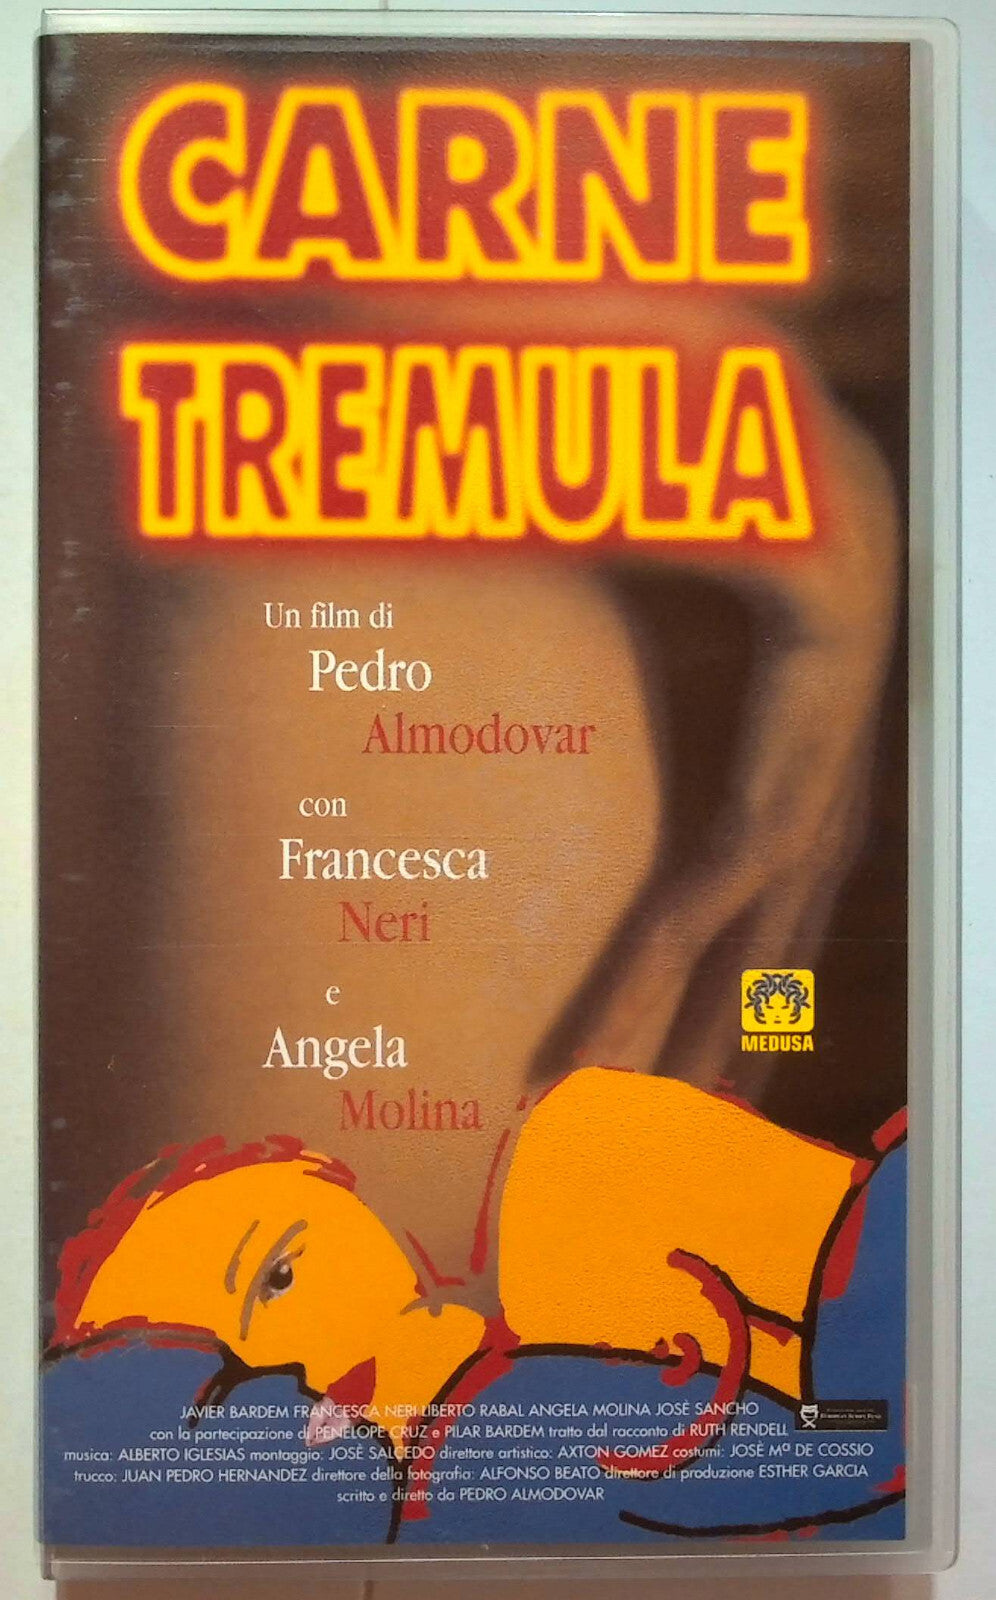 CARNE
TREMULA
Un film di
Pedro
Almodovar
con
Francesca
Neri
e
Angela
Molina
MEDUSA
JAVIER BARDEM FRANCESCA NERI LIBERTO RABAL ANGELA MOLINA JOSÉ SANCHO
con la partecipazione di PENELOPE CRUZ e PILAR BARDEM tratto dal racconto di RUTH RENDELL
musica: ALBERTO IGLESIAS montaggio: JOSÉ SALCEDO direttore artistico: AXTON GOMEZ costumi: JOSÉ Mª DE COSSIO
trucco: JUAN PEDRO HERNANDEZ direttore della fotografia: ALFONSO BEATO direttore di produzione ESTHER GARCIA
scritto e diretto da PEDRO ALMODOVAR
EUROPEAN SCRIPT FUND